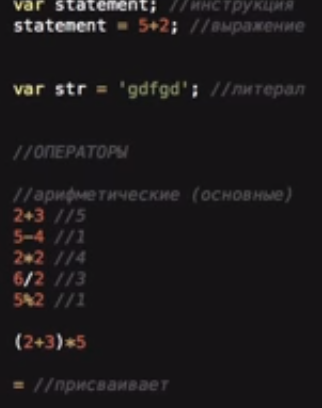 var statement; //инструкция
statement = 5+2; //выражение
var str = 'gdfgd'; //литерал
//ОПЕРАТОРЫ
//арифметические (основные)
2+3 //5
5-4 //1
2*2 //4
6/2 //3
5%2 //1
(2+3)*5
= //присваивает